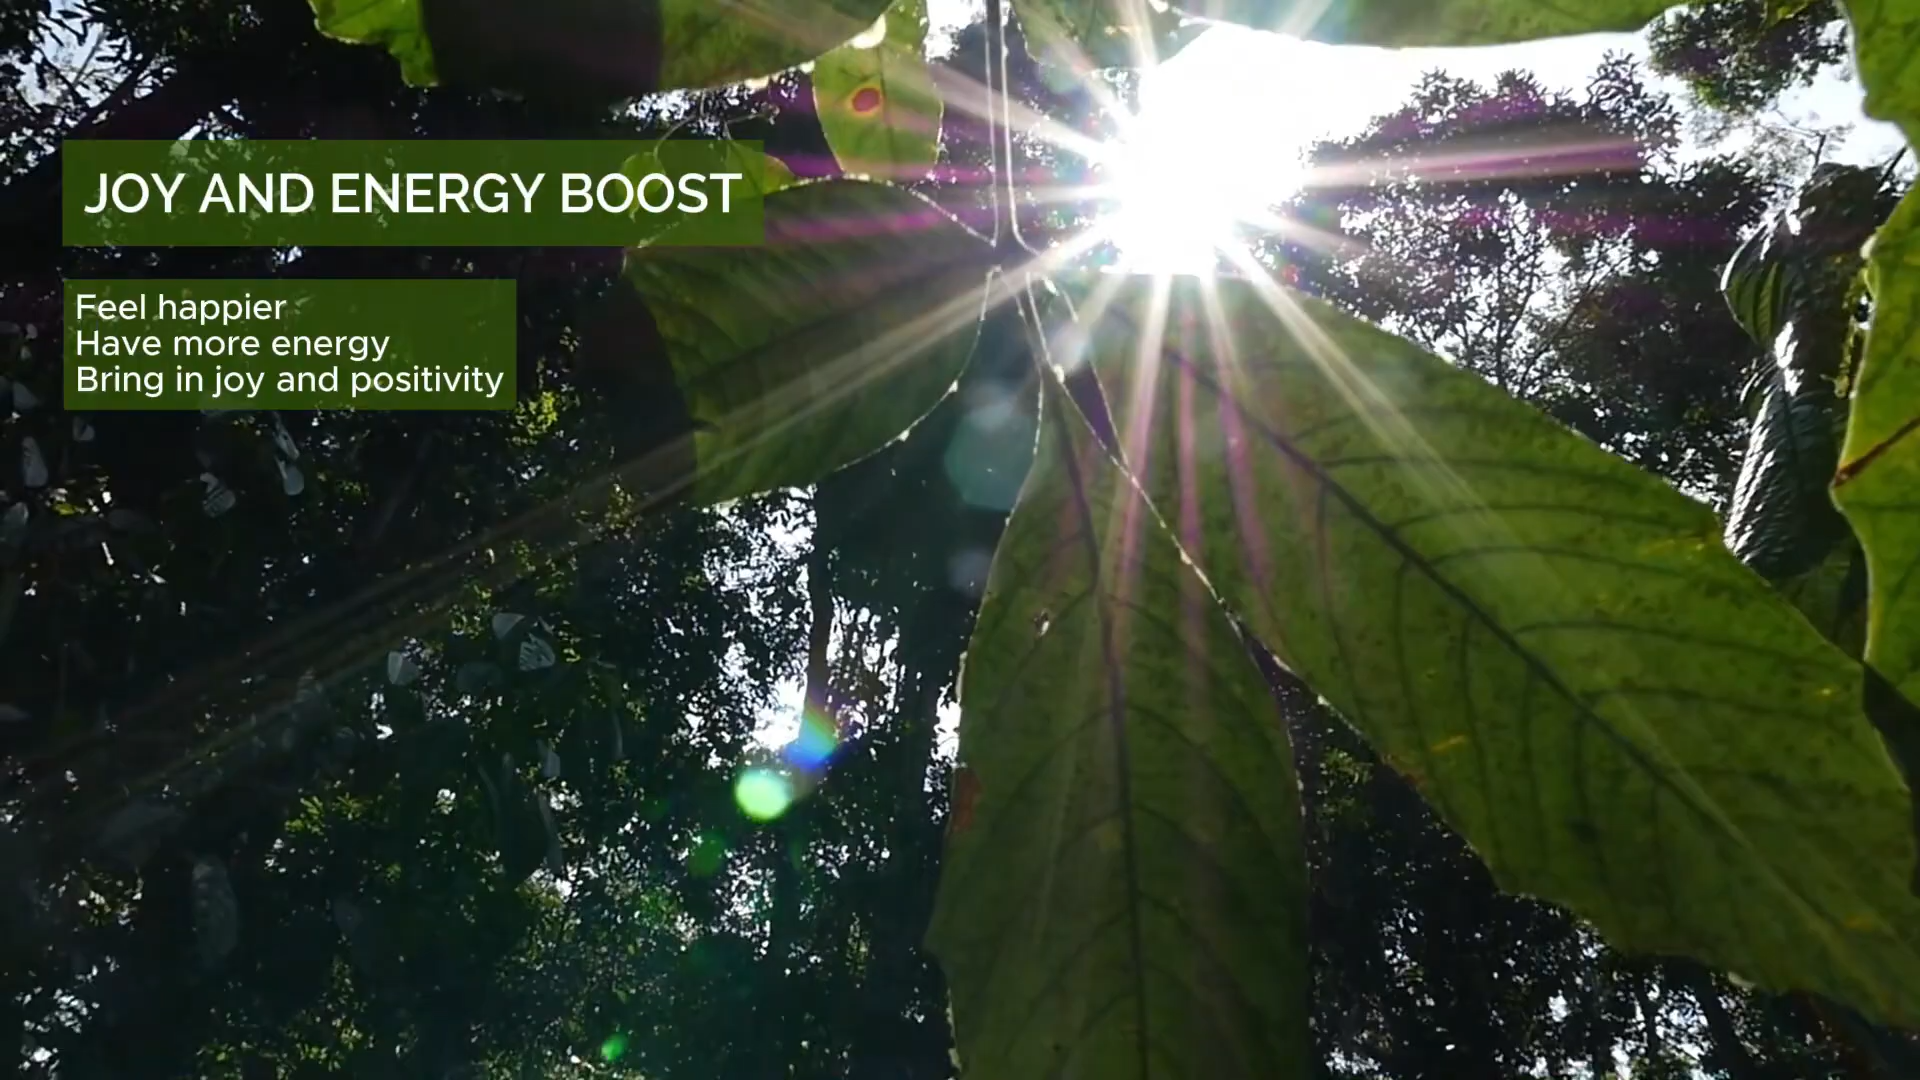 JOY AND ENERGY BOOST
Feel happier
Have more energy
Bring in joy and positivity